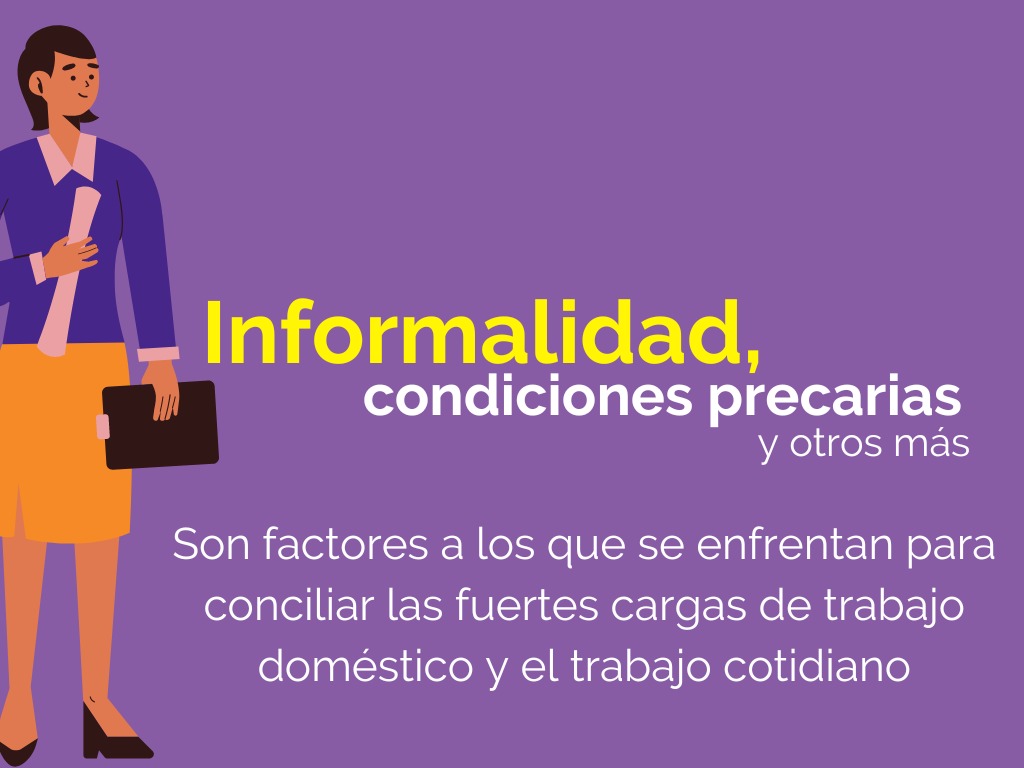 Informalidad,
condiciones precarias
y otros más
Son factores a los que se enfrentan para
conciliar las fuertes cargas de trabajo
doméstico y el trabajo cotidiano